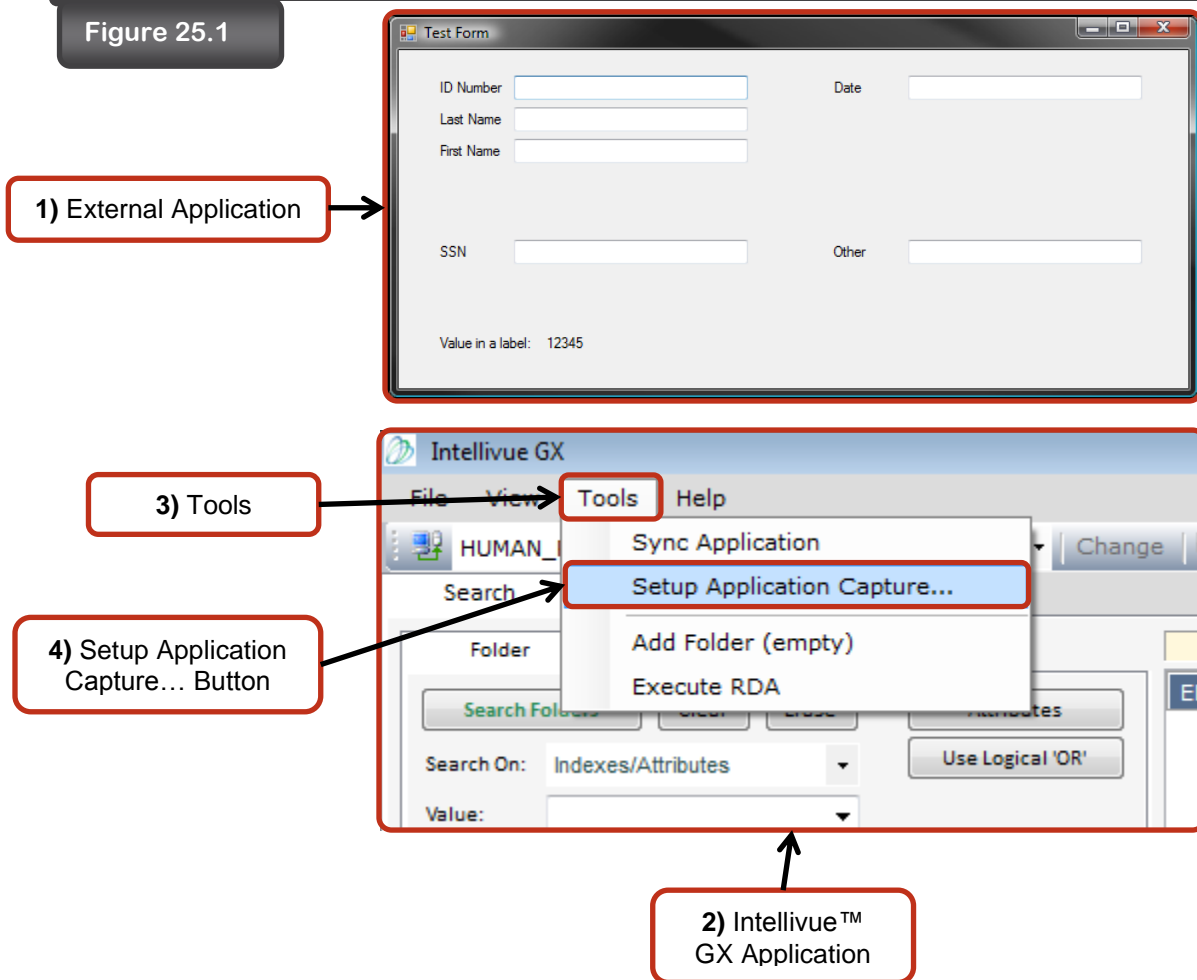 Figure 25.1
Test Form
ID Number
Date
Last Name
First Name
1) External Application
SSN
Other
Value in a label: 12345
Intellivue GX
3) Tools
File View Tools Help
HUMAN_
Sync Application
Change
Search
Setup Application Capture...
4) Setup Application
Capture… Button
Folder
Add Folder (empty)
Execute RDA
Search Folders Clear Erase Attributes
Search On: Indexes/Attributes
Use Logical 'OR'
Value:
2) Intellivue™
GX Application